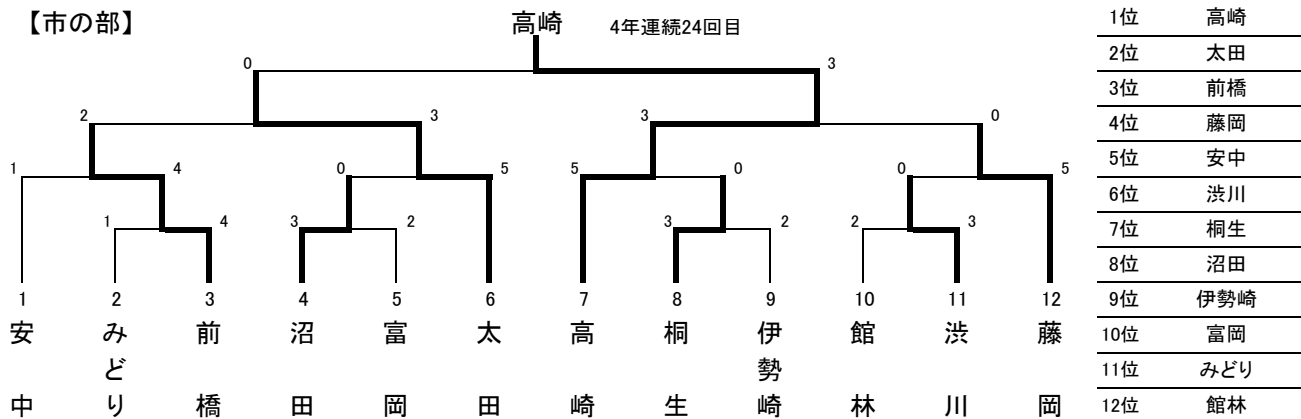 【市の部】
高崎 4年連続24回目
0 3
2 3 3 0
1 4 0 5 5 0 0 5
1 4 3 2 3 2 2 3
1 2 3 4 5 6 7 8 9 10 11 12
安中
みどり
前橋
沼田
富岡
太田
高崎
桐生
伊勢崎
館林
渋川
藤岡
1位 高崎
2位 太田
3位 前橋
4位 藤岡
5位 安中
6位 渋川
7位 桐生
8位 沼田
9位 伊勢崎
10位 富岡
11位 みどり
12位 館林